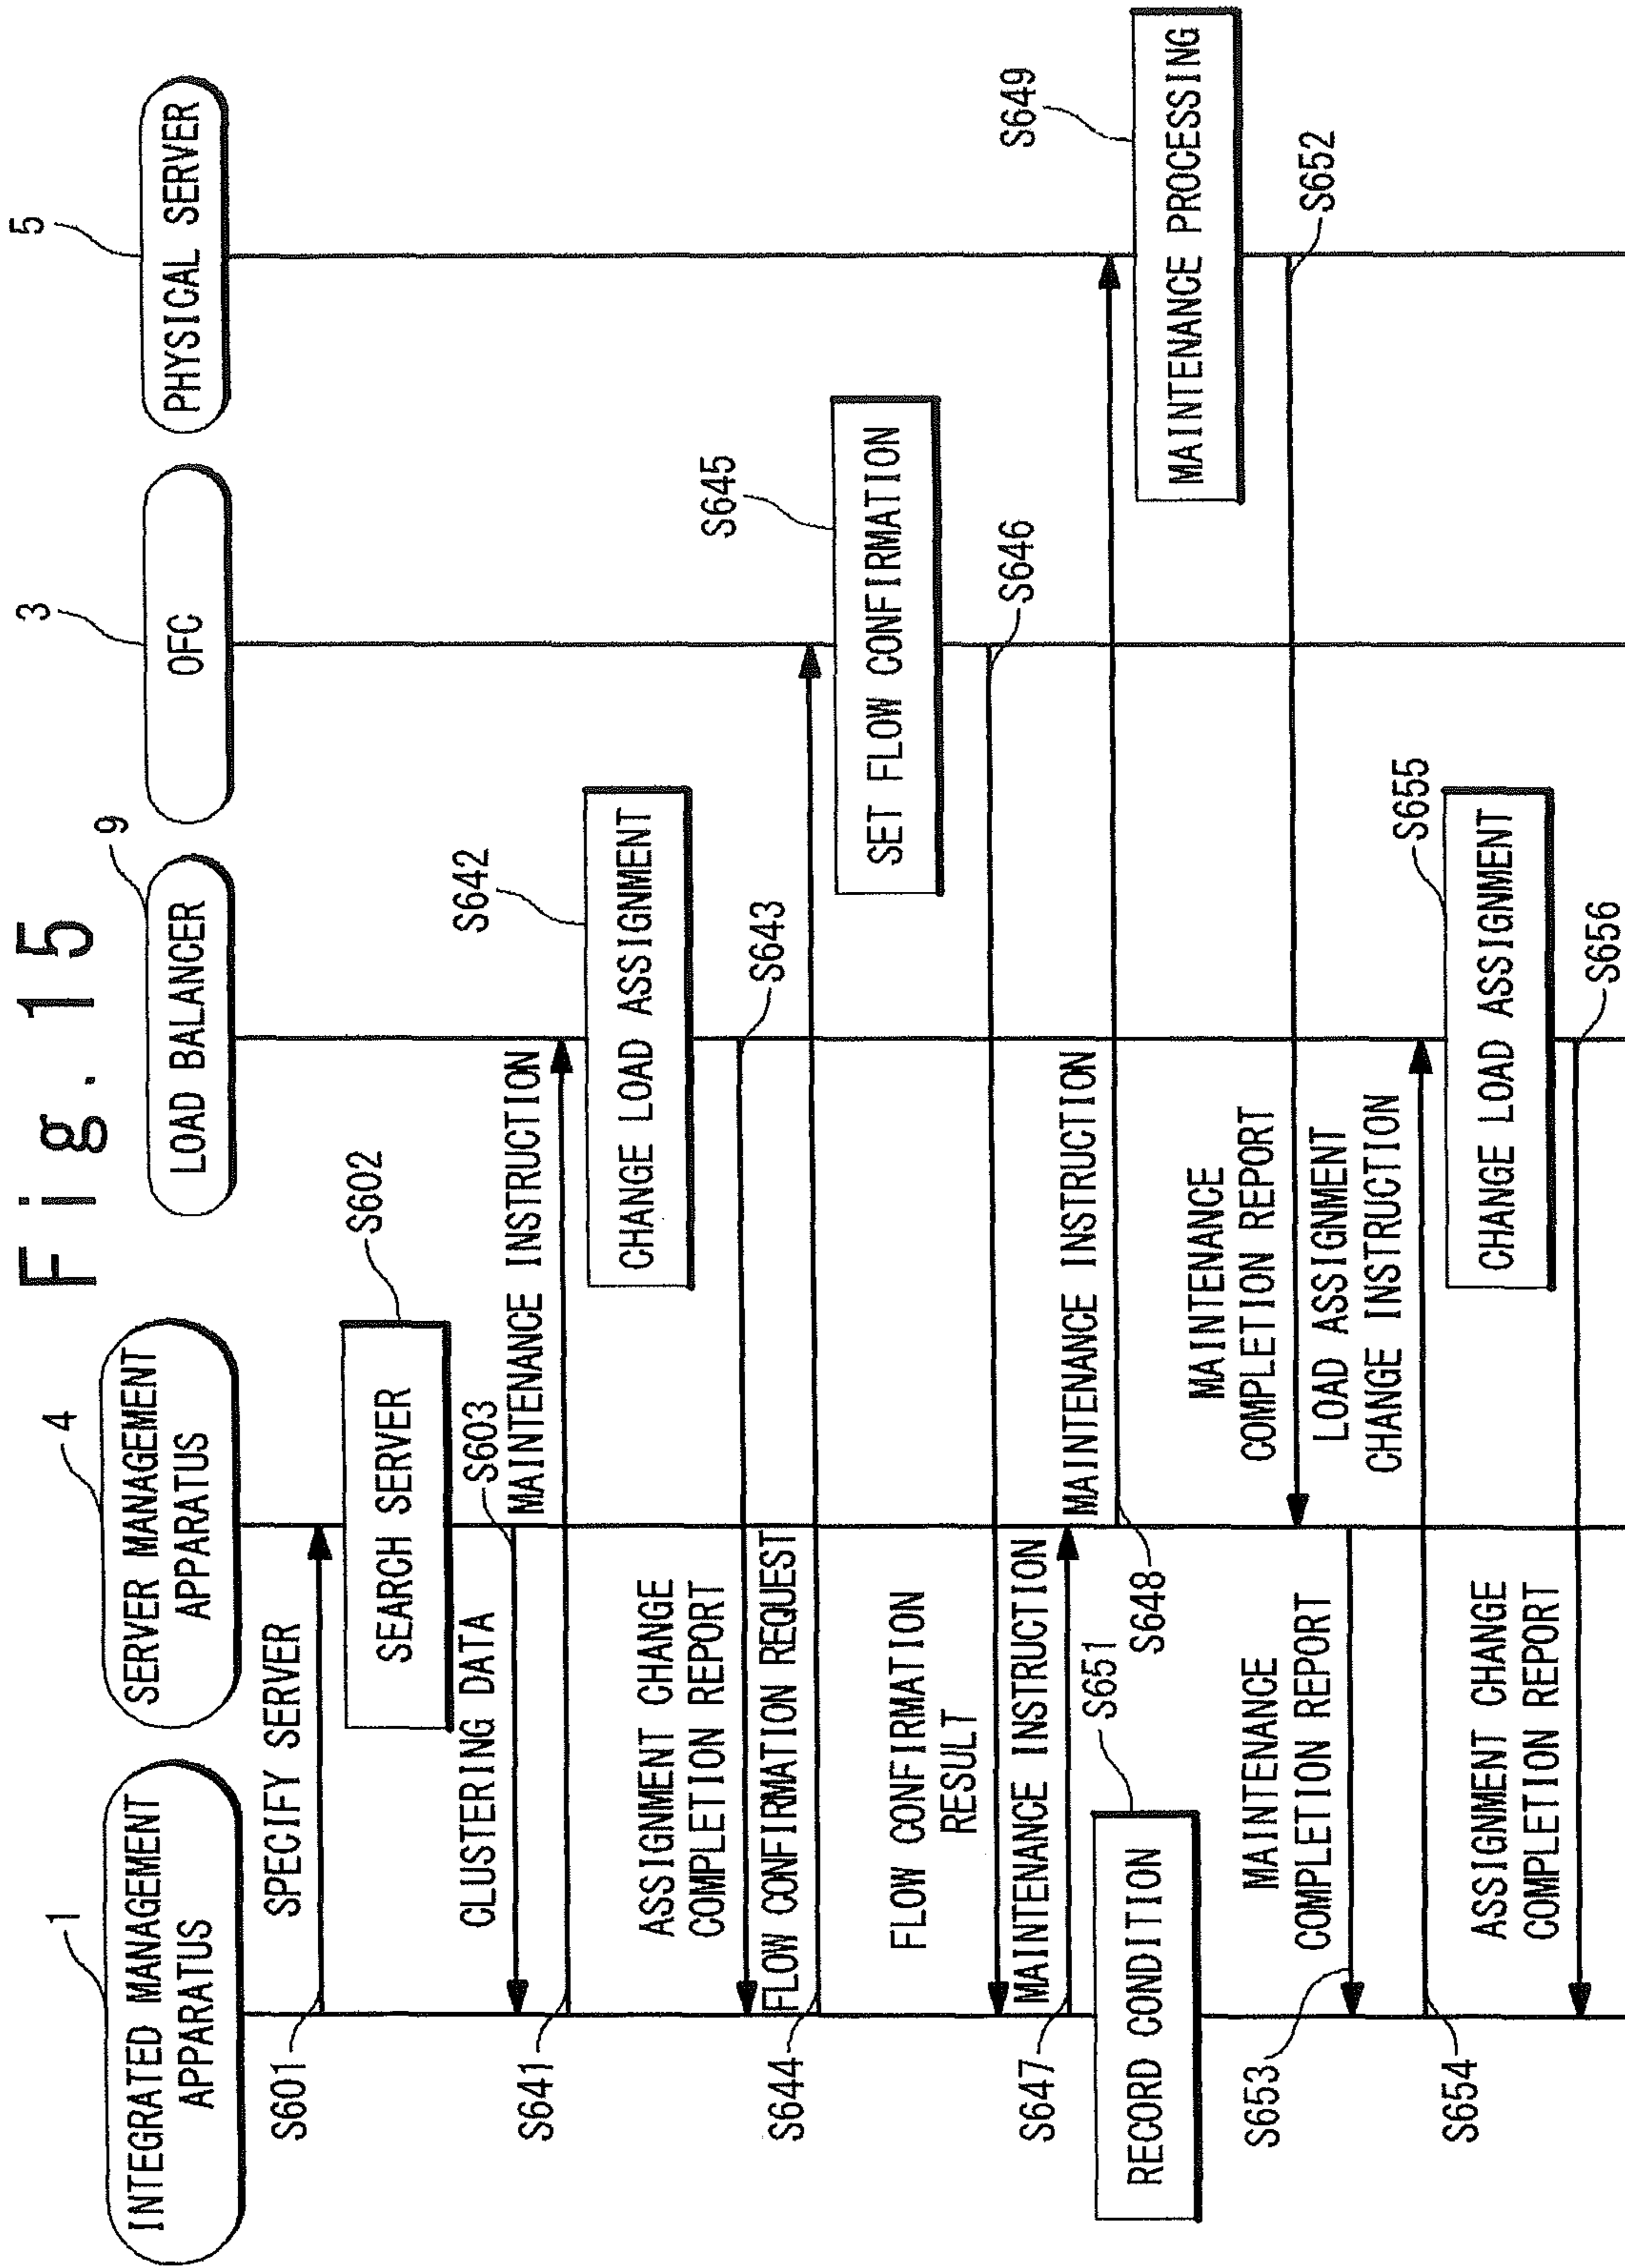 Fig. 15
1
INTEGRATED MANAGEMENT
APPARATUS
4
SERVER MANAGEMENT
APPARATUS
9
LOAD BALANCER
3
OFC
5
PHYSICAL SERVER
S601
SPECIFY SERVER
SEARCH SERVER
S602
CLUSTERING DATA
S603
S641
MAINTENANCE INSTRUCTION
CHANGE LOAD ASSIGNMENT
S642
ASSIGNMENT CHANGE
COMPLETION REPORT
S643
S644
FLOW CONFIRMATION REQUEST
SET FLOW CONFIRMATION
S645
FLOW CONFIRMATION
RESULT
S646
S647
MAINTENANCE INSTRUCTION
MAINTENANCE INSTRUCTION
S648
MAINTENANCE PROCESSING
S649
RECORD CONDITION
S651
MAINTENANCE
COMPLETION REPORT
S652
S653
MAINTENANCE
COMPLETION REPORT
S654
LOAD ASSIGNMENT
CHANGE INSTRUCTION
CHANGE LOAD ASSIGNMENT
S655
ASSIGNMENT CHANGE
COMPLETION REPORT
S656